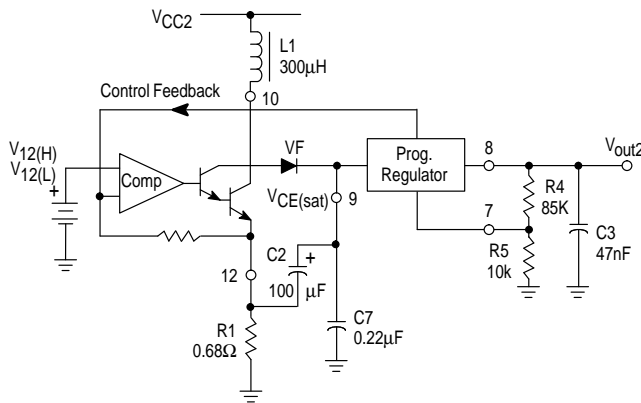 VCC2
L1
300µH
10
Control Feedback
V12(H)
V12(L)
+
Comp
VF
VCE(sat)
9
Prog.
Regulator
8
Vout2
7
R4
85K
R5
10k
C3
47nF
12
C2
+
100 µF
R1
0.68Ω
C7
0.22µF